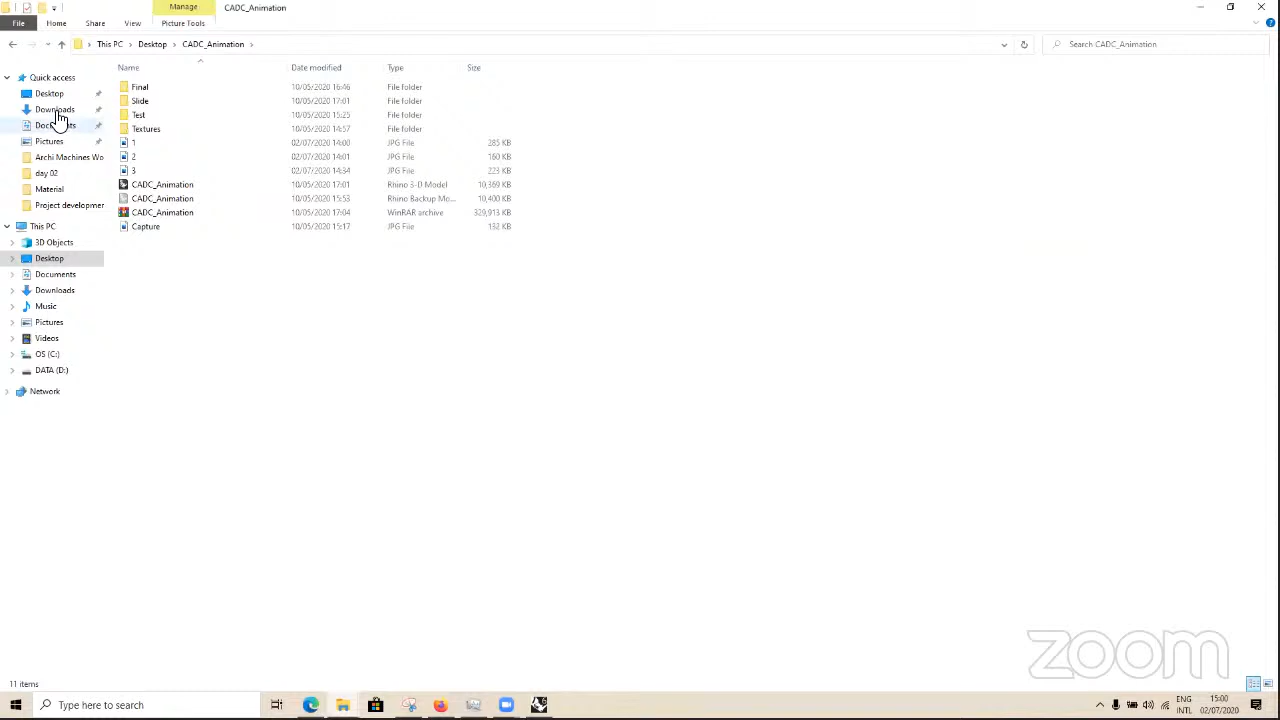 Manage
CADC_Animation
File
Home
Share
View
Picture Tools
This PC
Desktop
CADC_Animation
Search CADC_Animation
Name
Date modified
Type
Size
Quick access
Desktop
Downloads
Documents
Pictures
Archi Machines Wo
day 02
Material
Project developmer
This PC
3D Objects
Desktop
Documents
Downloads
Music
Pictures
Videos
OS (C:)
DATA (D:)
Network
Final 10/05/2020 16:46 File folder
Slide 10/05/2020 17:01 File folder
Test 10/05/2020 15:25 File folder
Textures 10/05/2020 14:57 File folder
1 02/07/2020 14:00 JPG File 285 KB
2 02/07/2020 14:01 JPG File 160 KB
3 02/07/2020 14:34 JPG File 223 KB
CADC_Animation 10/05/2020 17:01 Rhino 3-D Model 10,369 KB
CADC_Animation 10/05/2020 15:53 Rhino Backup Mo... 10,400 KB
CADC_Animation 10/05/2020 17:04 WinRAR archive 329,913 KB
Capture 10/05/2020 15:17 JPG File 132 KB
zoom
11 items
Type here to search
ENG
INTL
15:00
02/07/2020